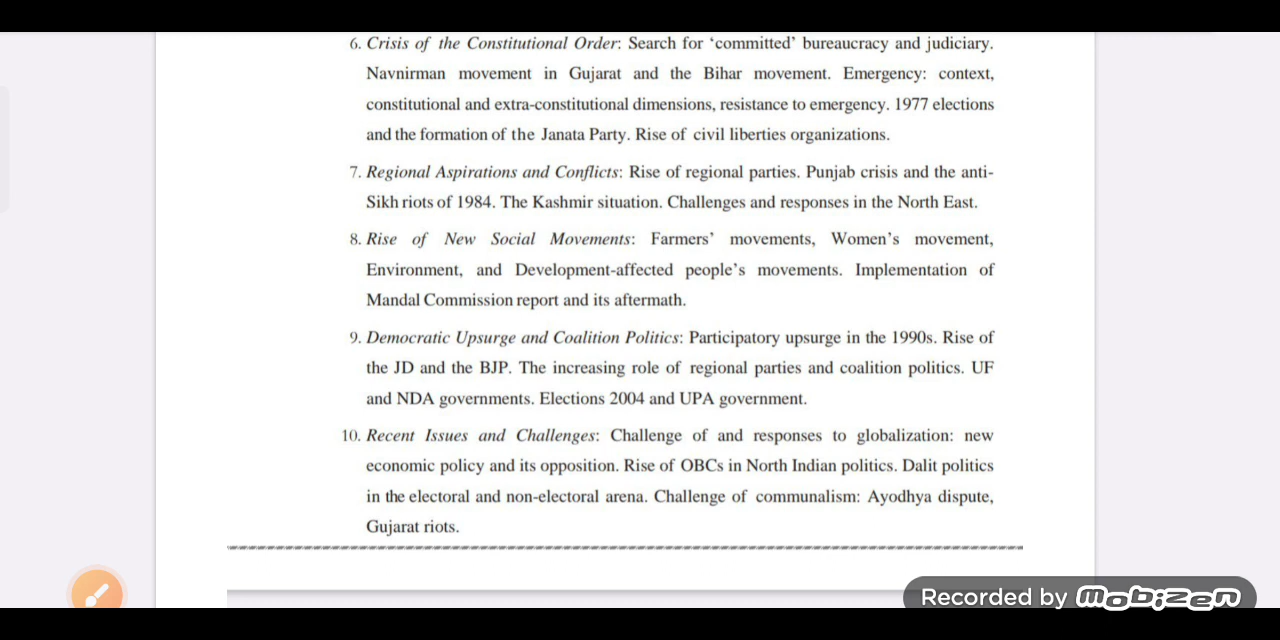 6. Crisis of the Constitutional Order: Search for ‘committed’ bureaucracy and judiciary.
Navnirman movement in Gujarat and the Bihar movement. Emergency: context,
constitutional and extra-constitutional dimensions, resistance to emergency. 1977 elections
and the formation of the Janata Party. Rise of civil liberties organizations.
7. Regional Aspirations and Conflicts: Rise of regional parties. Punjab crisis and the anti-
Sikh riots of 1984. The Kashmir situation. Challenges and responses in the North East.
8. Rise of New Social Movements: Farmers’ movements, Women’s movement,
Environment, and Development-affected people’s movements. Implementation of
Mandal Commission report and its aftermath.
9. Democratic Upsurge and Coalition Politics: Participatory upsurge in the 1990s. Rise of
the JD and the BJP. The increasing role of regional parties and coalition politics. UF
and NDA governments. Elections 2004 and UPA government.
10. Recent Issues and Challenges: Challenge of and responses to globalization: new
economic policy and its opposition. Rise of OBCs in North Indian politics. Dalit politics
in the electoral and non-electoral arena. Challenge of communalism: Ayodhya dispute,
Gujarat riots.
Recorded by mobizen